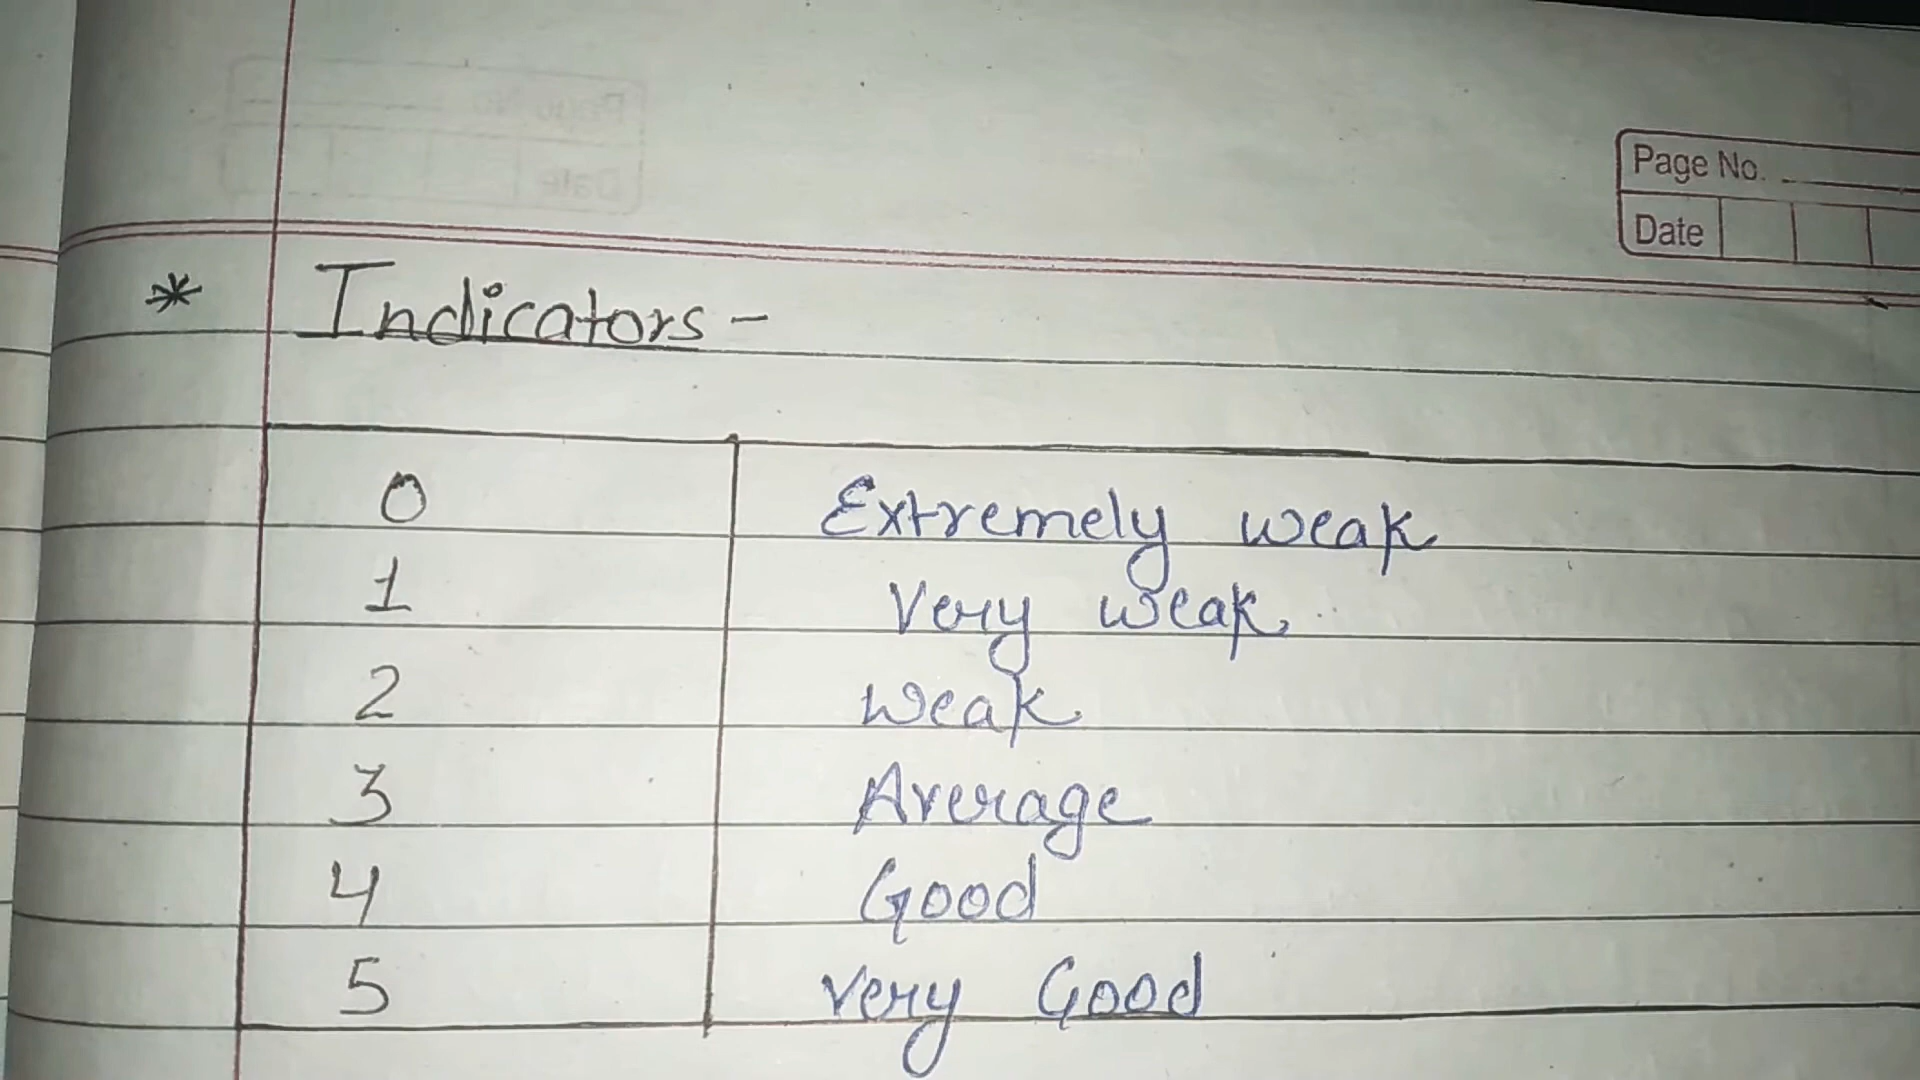 Page No.
Date
* Indicators -
0 Extremely weak
1 Very weak
2 weak
3 Average
4 Good
5 Very Good